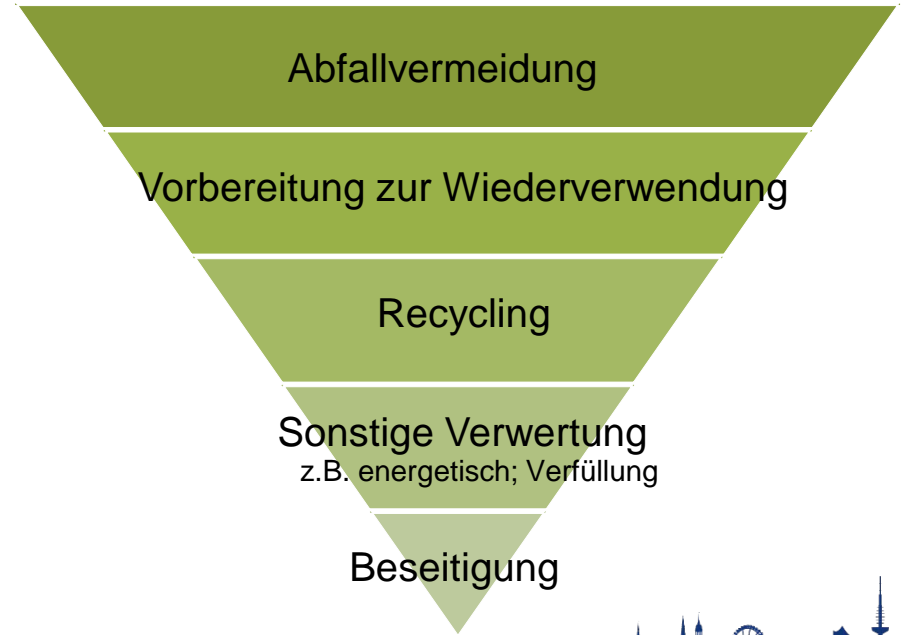 Abfallvermeidung
Vorbereitung zur Wiederverwendung
Recycling
Sonstige Verwertung
z.B. energetisch; Verfüllung
Beseitigung